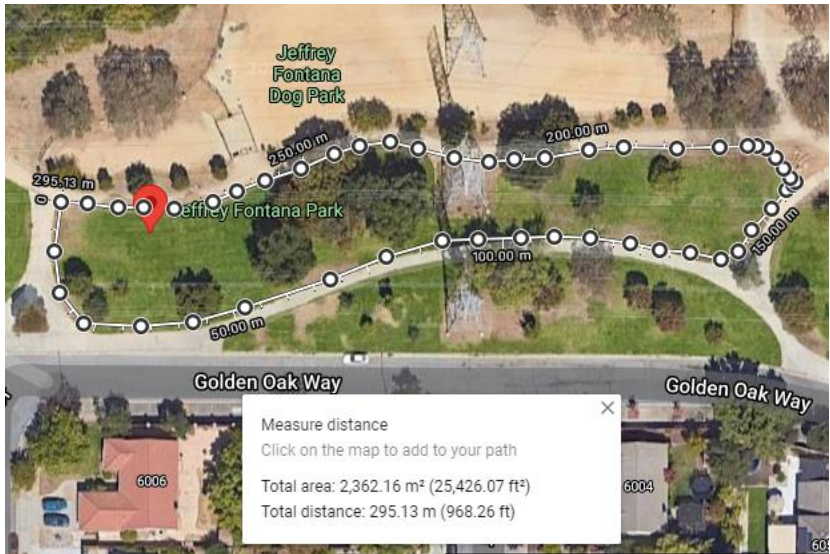 Jeffrey
Fontana
Dog Park
250.00 m
200.00 m
295.13 m
0
Jeffrey Fontana Park
150.00 m
100.00 m
50.00 m
Golden Oak Way
Golden Oak Way
Measure distance
Click on the map to add to your path
Total area: 2,362.16 m² (25,426.07 ft²)
Total distance: 295.13 m (968.26 ft)
6006
6004